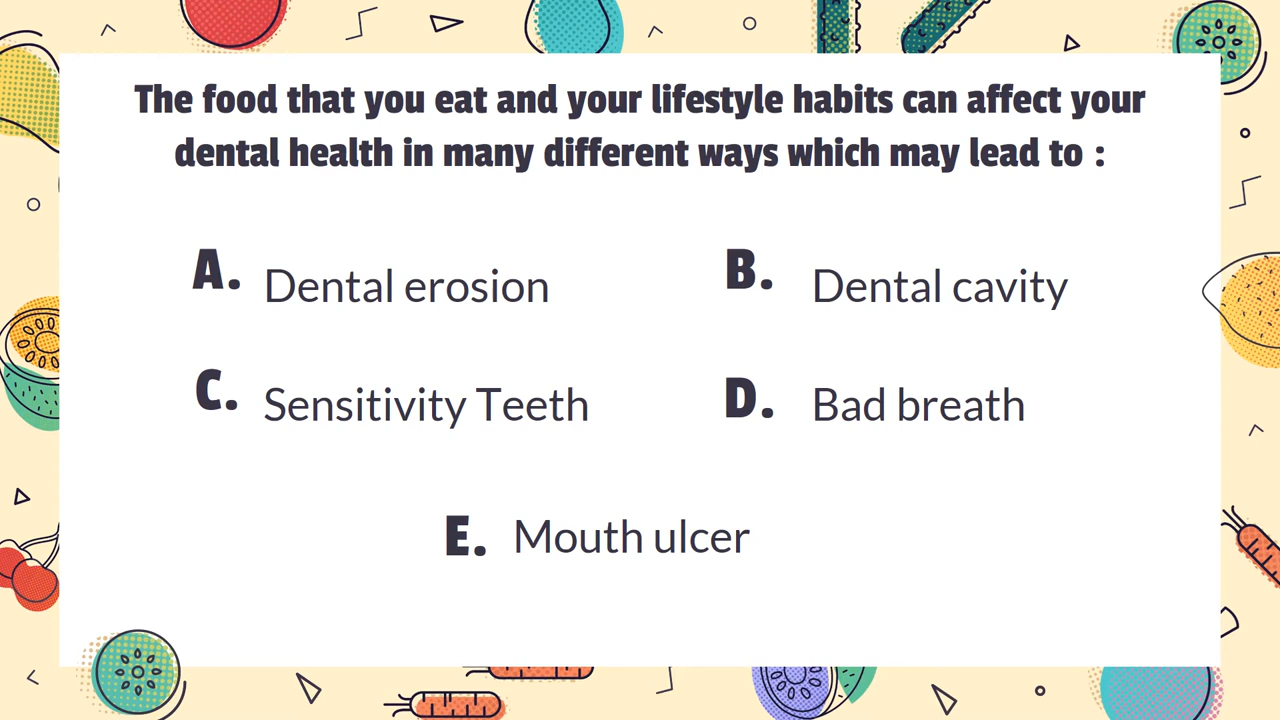 The food that you eat and your lifestyle habits can affect your
dental health in many different ways which may lead to :
A. Dental erosion
B. Dental cavity
C. Sensitivity Teeth
D. Bad breath
E. Mouth ulcer